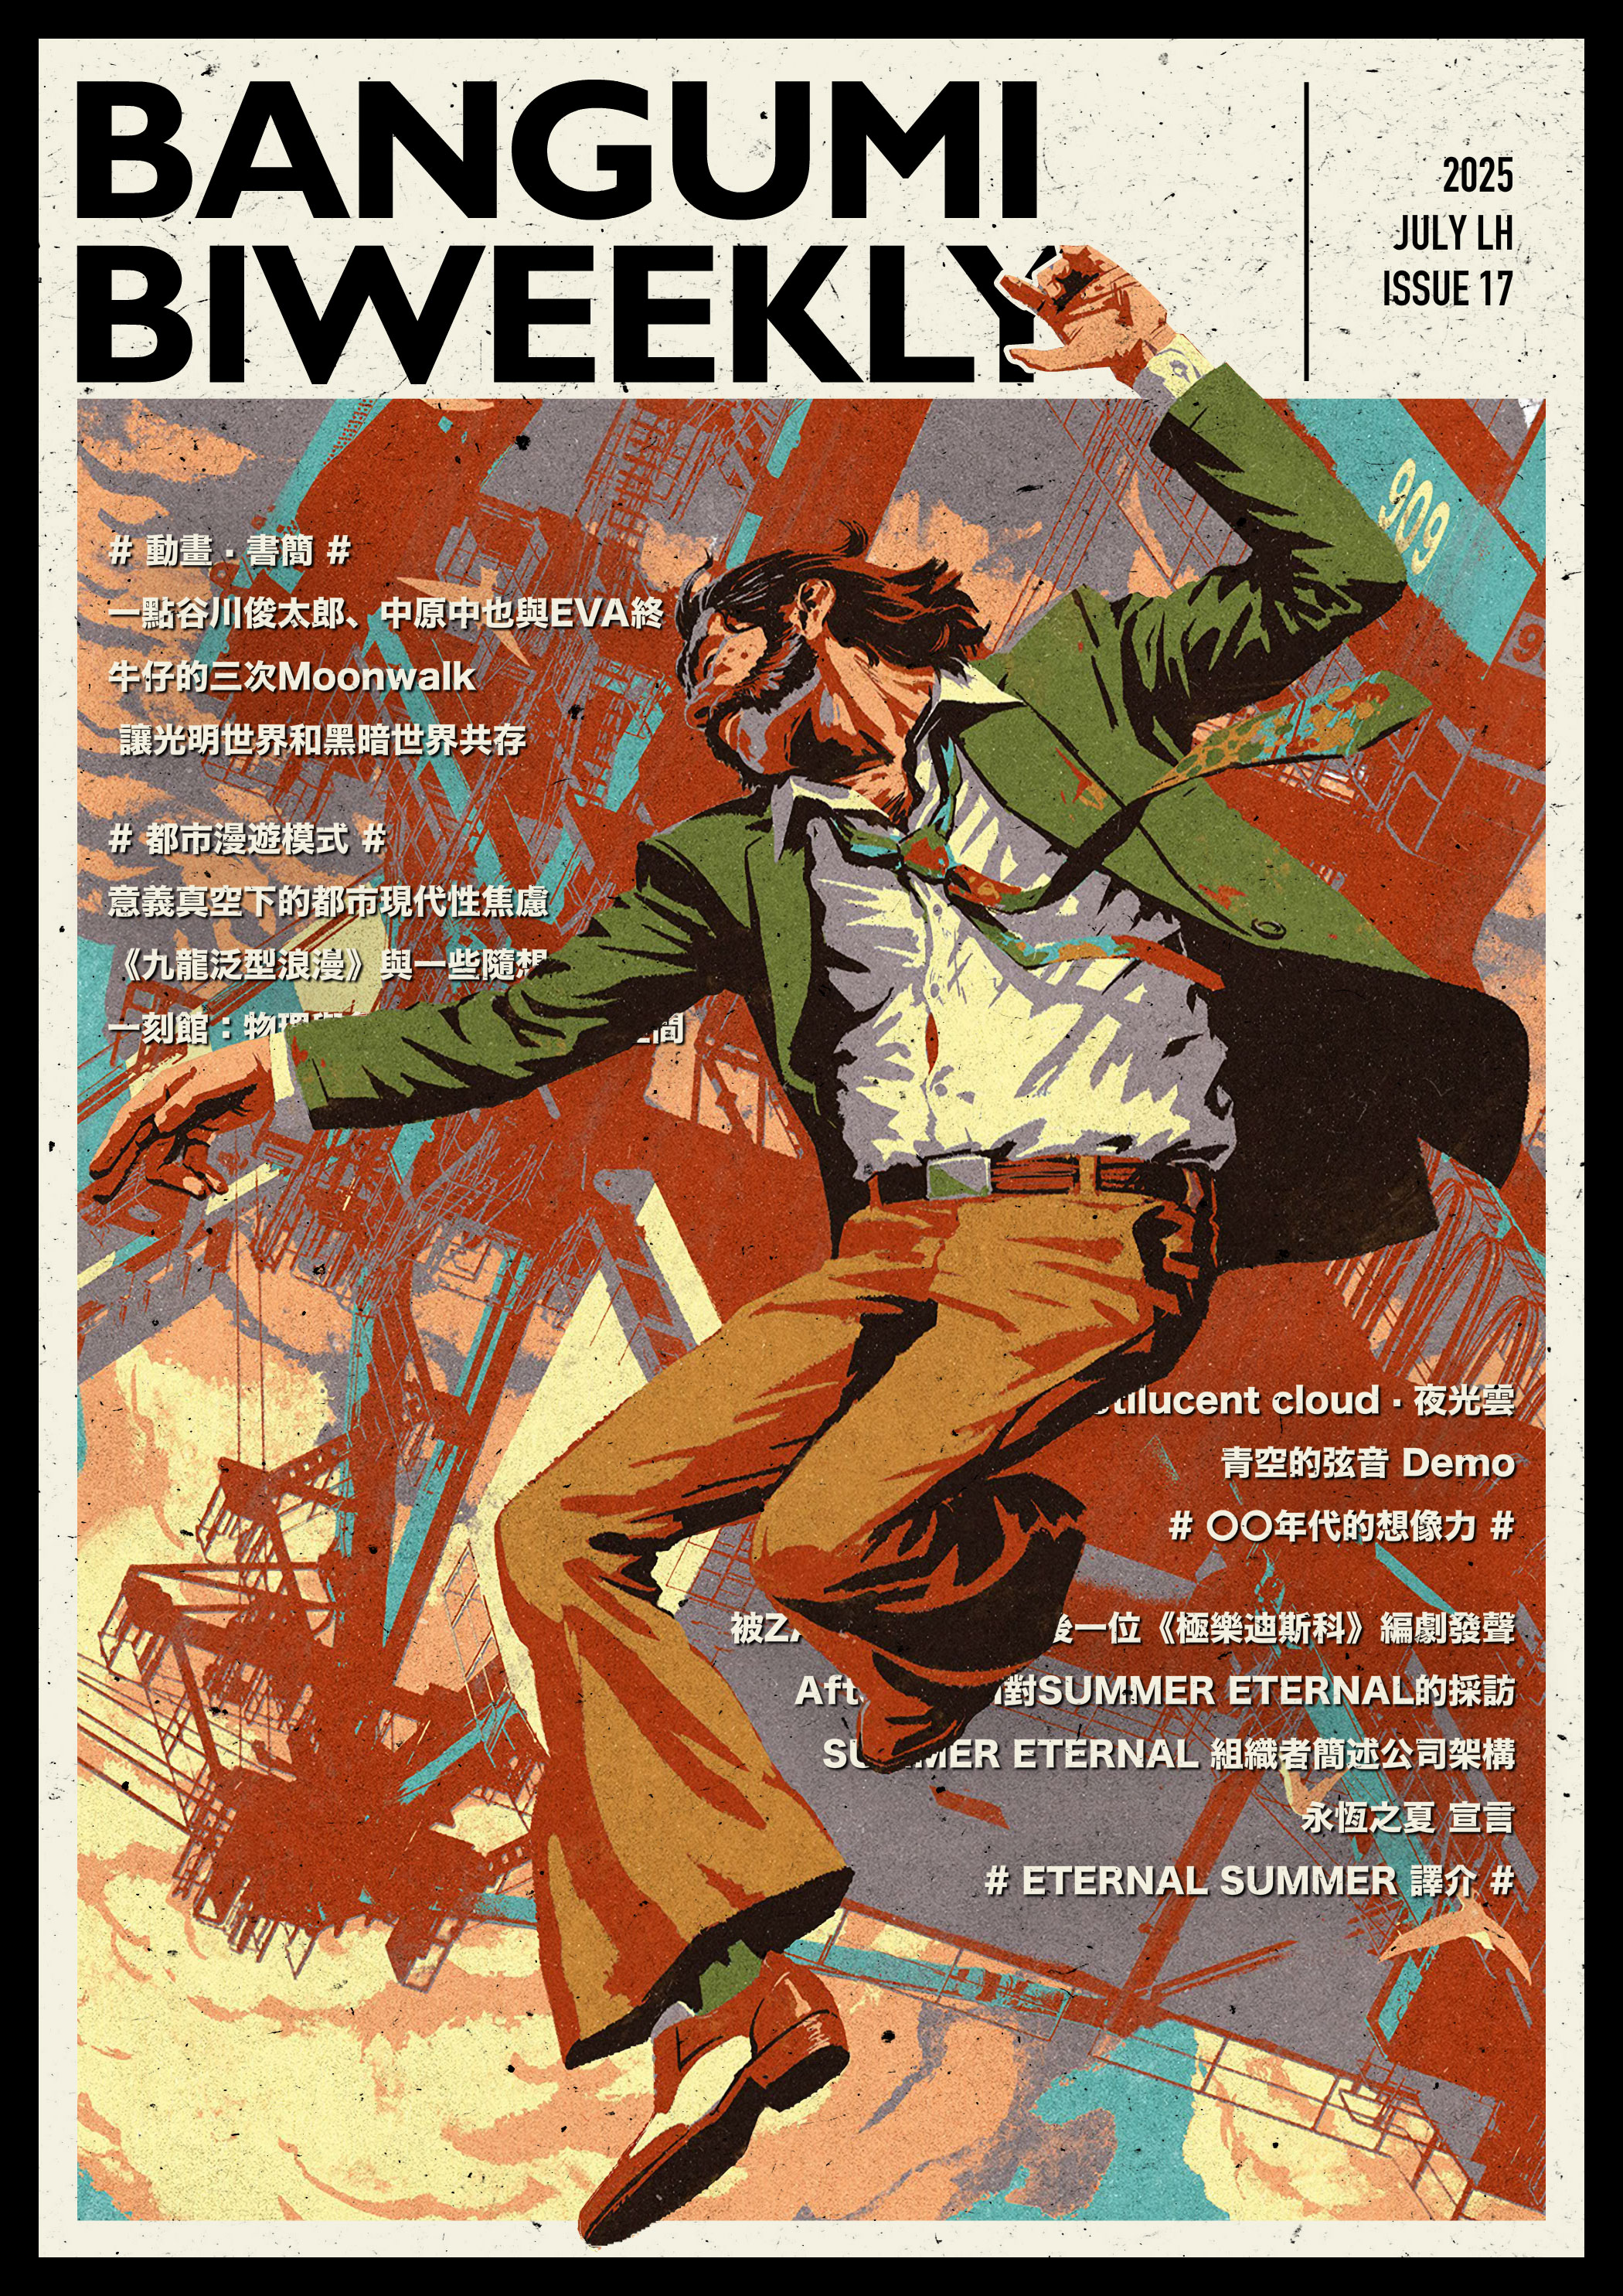 BANGUMI
BIWEEKLY
2025
JULY LH
ISSUE 17
909
# 動畫·書簡 #
一點谷川俊太郎、中原中也與EVA終
牛仔的三次Moonwalk
讓光明世界和黑暗世界共存
# 都市漫遊模式 #
意義真空下的都市現代性焦慮
《九龍泛型浪漫》與一些隨想
一刻館：物理 間
cloud·夜光雲
青空的弦音 Demo
# 〇〇年代的想像力 #
被 一位《極樂迪斯科》編劇發聲
對SUMMER ETERNAL的採訪
ETERNAL 組織者簡述公司架構
永恆之夏 宣言
# ETERNAL SUMMER 譯介 #